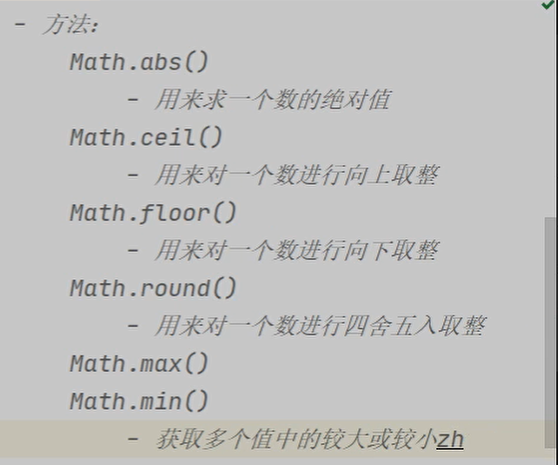 - 方法:
Math.abs()
- 用来求一个数的绝对值
Math.ceil()
- 用来对一个数进行向上取整
Math.floor()
- 用来对一个数进行向下取整
Math.round()
- 用来对一个数进行四舍五入取整
Math.max()
Math.min()
- 获取多个值中的较大或较小zh